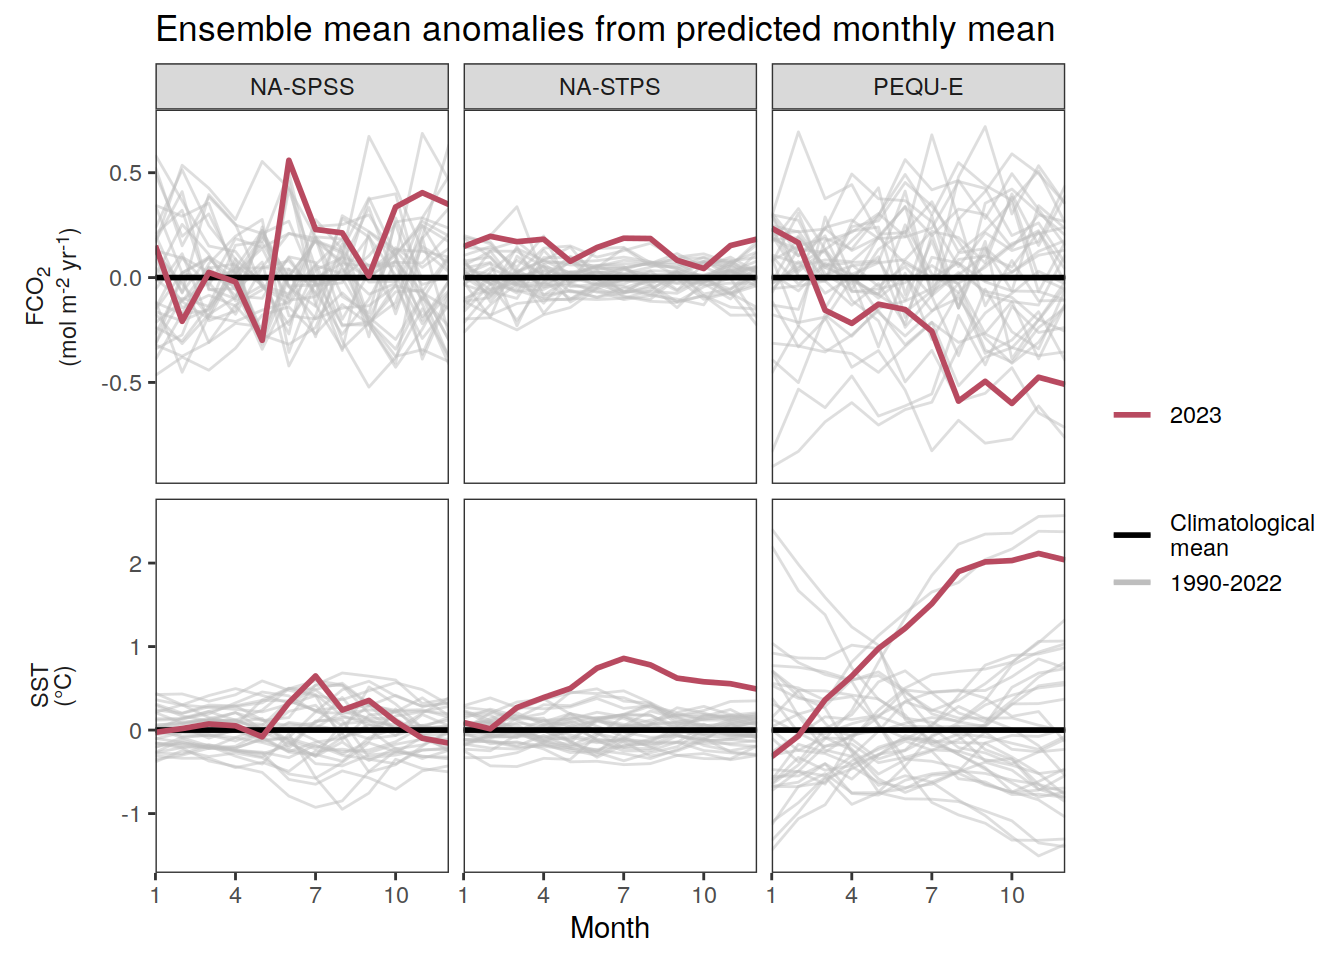 Ensemble mean anomalies from predicted monthly mean
NA-SPSS
NA-STPS
PEQU-E
FCO₂
(mol m⁻² yr⁻¹)
0.5
0.0
-0.5
SST
(°C)
2
1
0
-1
1 4 7 10
1 4 7 10
1 4 7 10
Month
2023
Climatological
mean
1990-2022